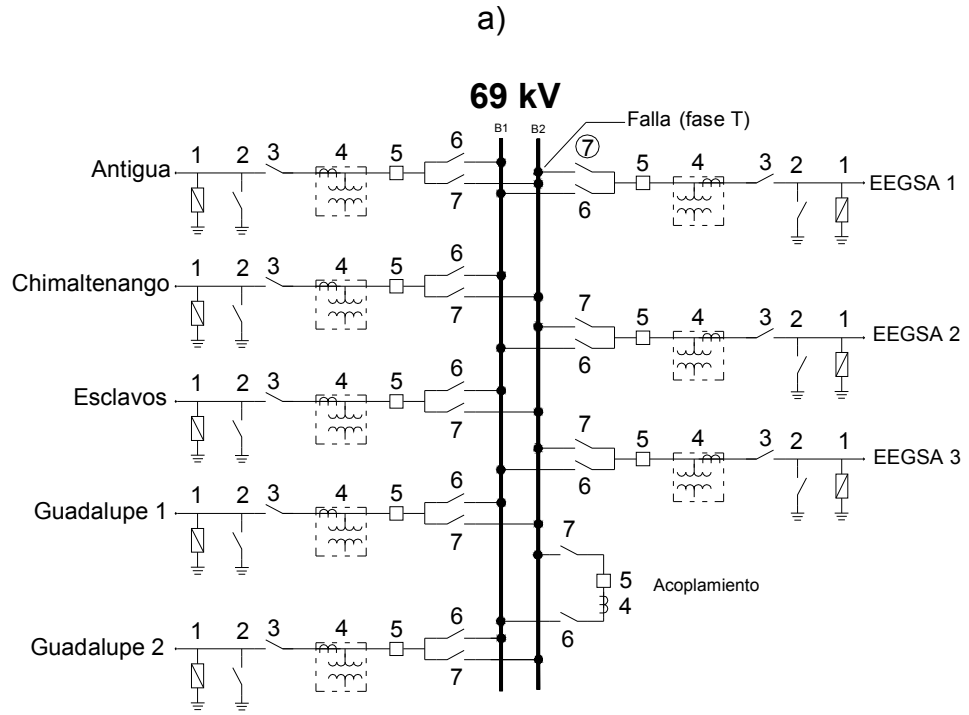 a)
69 kV
B1 B2
Falla (fase T)
Antigua 1 2 3 4 5 6 7
7 6 5 4 3 2 1 EEGSA 1
Chimaltenango 1 2 3 4 5 6 7
7 6 5 4 3 2 1 EEGSA 2
Esclavos 1 2 3 4 5 6 7
7 6 5 4 3 2 1 EEGSA 3
Guadalupe 1 1 2 3 4 5 6 7
7 5 4 6 Acoplamiento
Guadalupe 2 1 2 3 4 5 6 7